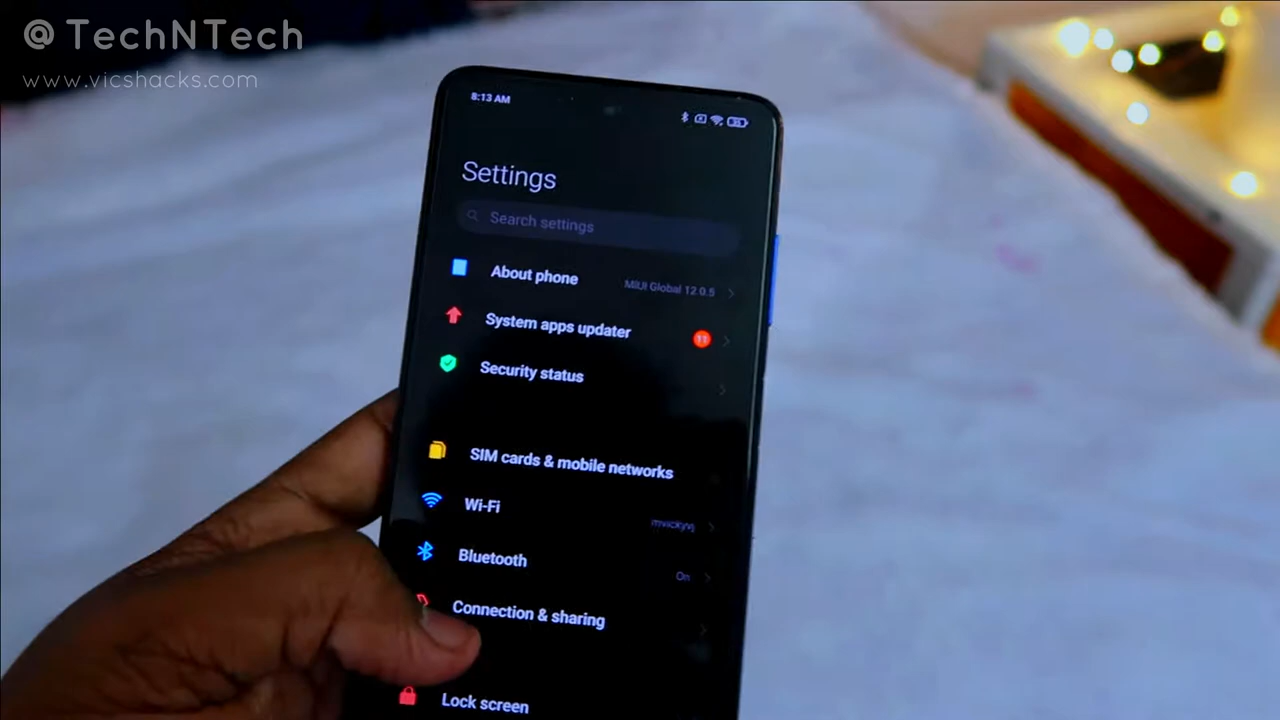 @ TechNTech
www.vicshacks.com
8:13 AM
Settings
Search settings
About phone MIUI Global 12.0.5
System apps updater 11
Security status
SIM cards & mobile networks
Wi-Fi mvickyvj
Bluetooth On
Connection & sharing
Lock screen